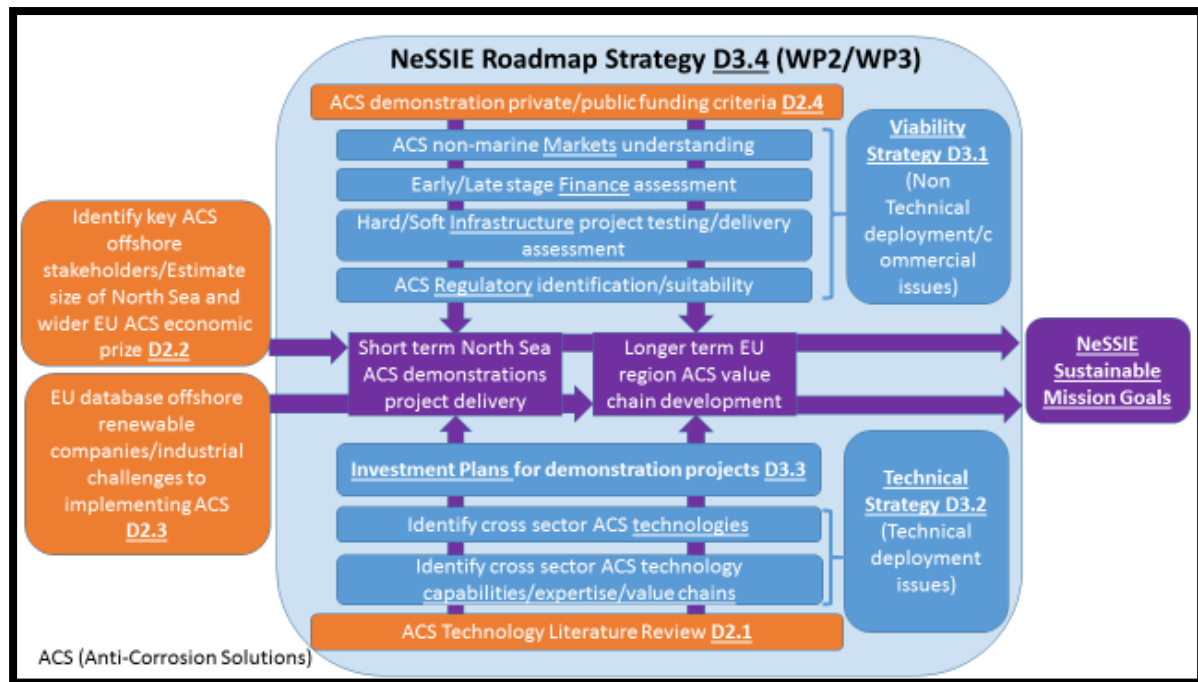 NeSSIE Roadmap Strategy D3.4 (WP2/WP3)
ACS demonstration private/public funding criteria D2.4
ACS non-marine Markets understanding
Early/Late stage Finance assessment
Hard/Soft Infrastructure project testing/delivery
assessment
ACS Regulatory identification/suitability
Viability
Strategy D3.1
(Non
Technical
deployment/c
ommercial
issues)
Identify key ACS
offshore
stakeholders/Estimate
size of North Sea and
wider EU ACS economic
prize D2.2
EU database offshore
renewable
companies/industrial
challenges to
implementing ACS
D2.3
Short term North Sea
ACS demonstrations
project delivery
Longer term EU
region ACS value
chain development
NeSSIE
Sustainable
Mission Goals
Investment Plans for demonstration projects D3.3
Identify cross sector ACS technologies
Identify cross sector ACS technology
capabilities/expertise/value chains
ACS Technology Literature Review D2.1
Technical
Strategy D3.2
(Technical
deployment
issues)
ACS (Anti-Corrosion Solutions)